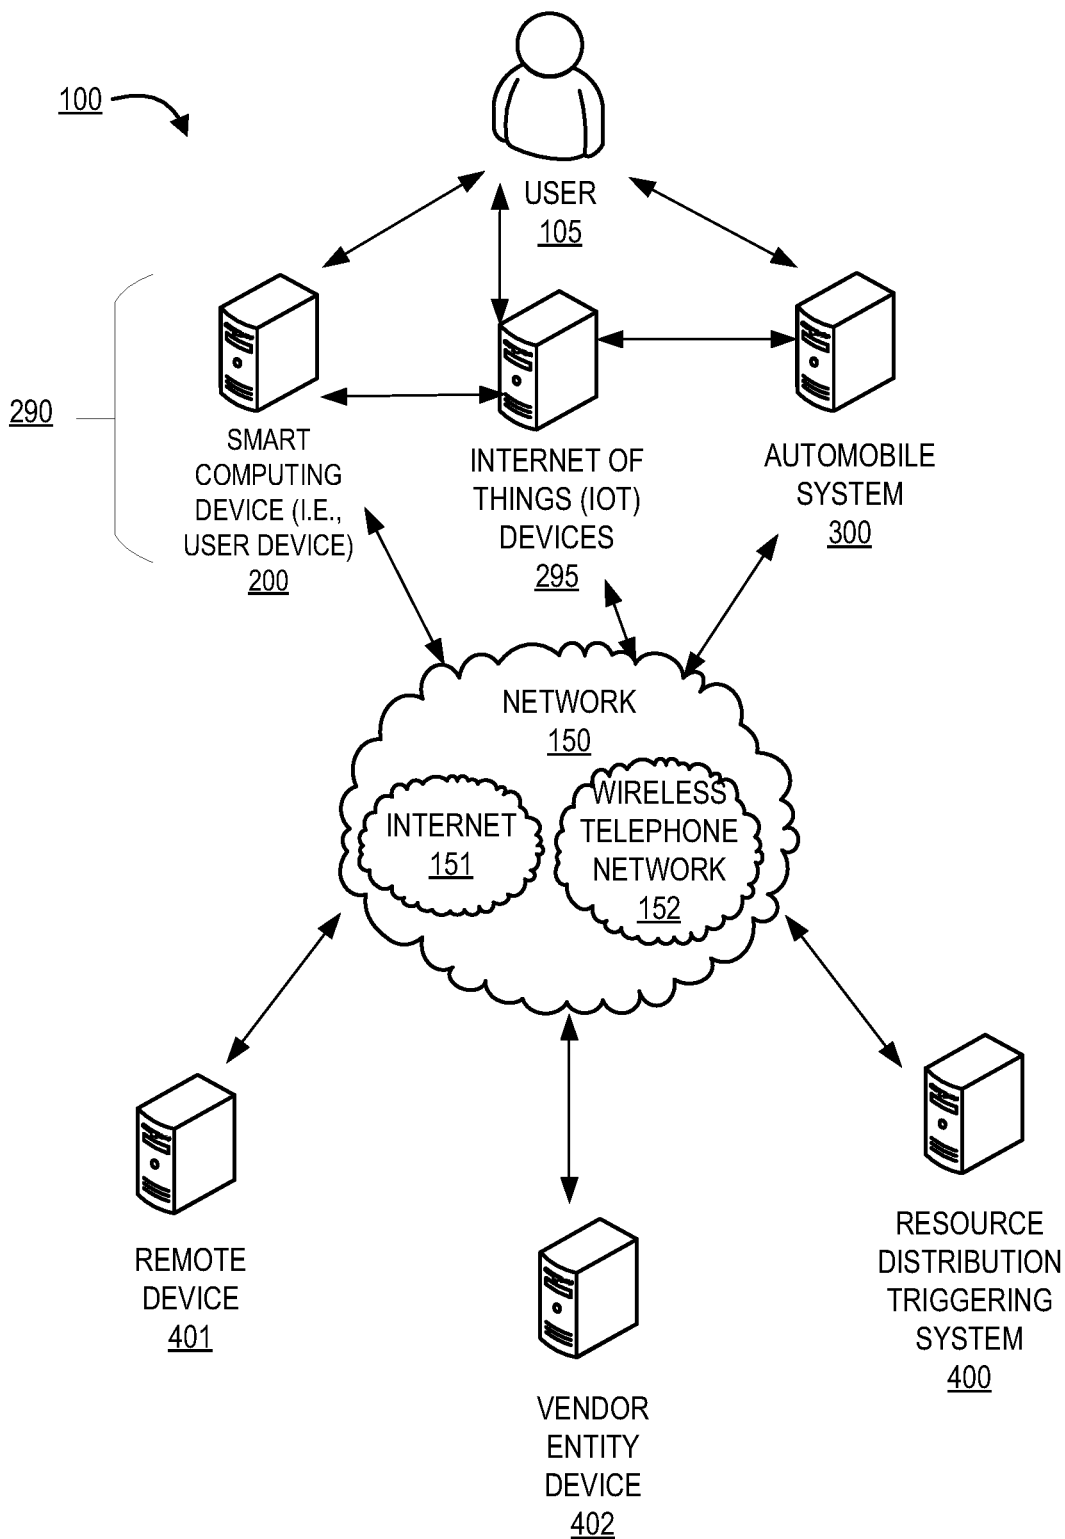 100
USER
105
290
SMART
COMPUTING
DEVICE (I.E.,
USER DEVICE)
200
INTERNET OF
THINGS (IOT)
DEVICES
295
AUTOMOBILE
SYSTEM
300
NETWORK
150
INTERNET
151
WIRELESS
TELEPHONE
NETWORK
152
REMOTE
DEVICE
401
VENDOR
ENTITY
DEVICE
402
RESOURCE
DISTRIBUTION
TRIGGERING
SYSTEM
400